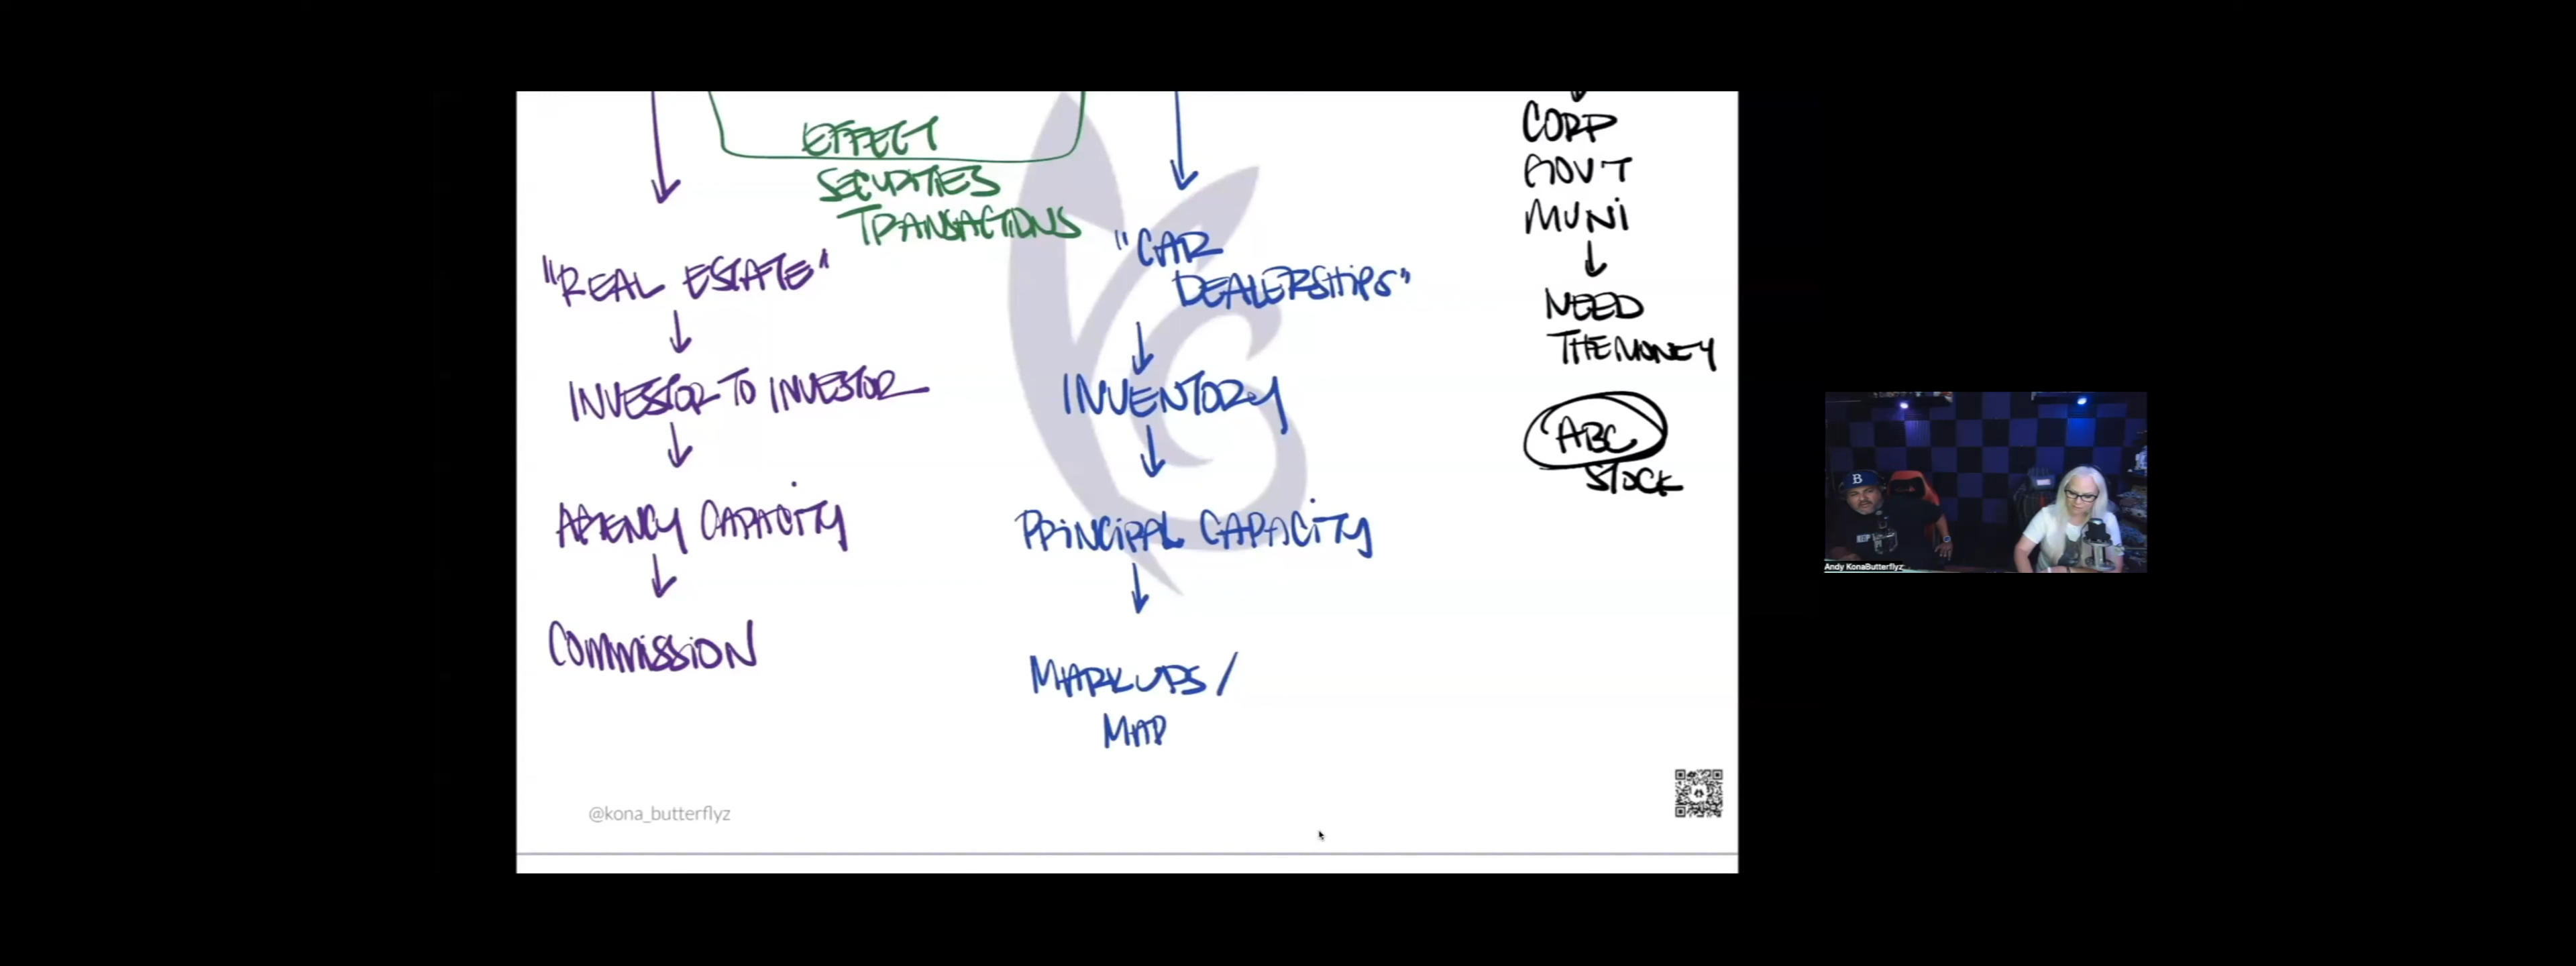 EFFECT
SECURITIES
TRANSACTIONS
"REAL ESTATE"
INVESTOR TO INVESTOR
AGENCY CAPACITY
COMMISSION
"CAR
DEALERSHIPS"
INVENTORY
PRINCIPAL CAPACITY
MARKUPS/
MAR
CORP
GOV'T
MUNI
NEED
THE MONEY
ABC
STOCK
B
Andy KonaButterflyz
@kona_butterflyz